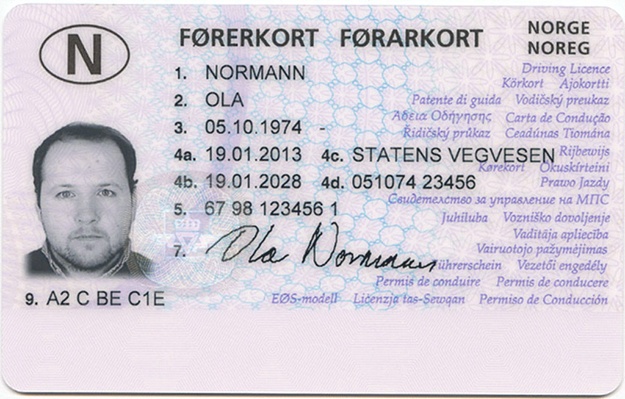 N
FØRERKORT FØRARKORT
NORGE
NOREG
1. NORMANN
2. OLA
3. 05.10.1974 -
4a. 19.01.2013 4c. STATENS VEGVESEN
4b. 19.01.2028 4d. 051074 23456
5. 67 98 123456 1
7. Ola Normann
9. A2 C BE C1E
Driving Licence
Körkort Ajokortti
Patente di guida Vodičský preukaz
Άδεια Οδήγησης Carta de Condução
Řidičský průkaz Ceadúnas Tiomána
Rijbewijs
Kørekort Ökuskírteini
Prawo Jazdy
Свидетелство за управление на МПС
Juhiluba Vozniško dovoljenje
Vadītāja apliecība
Vairuotojo pažymėjimas
ührerschein Vezetői engedély
Permis de conduire Permis de conducere
EØS-modell Liċenzja tas-Sewqan Permiso de Conducción